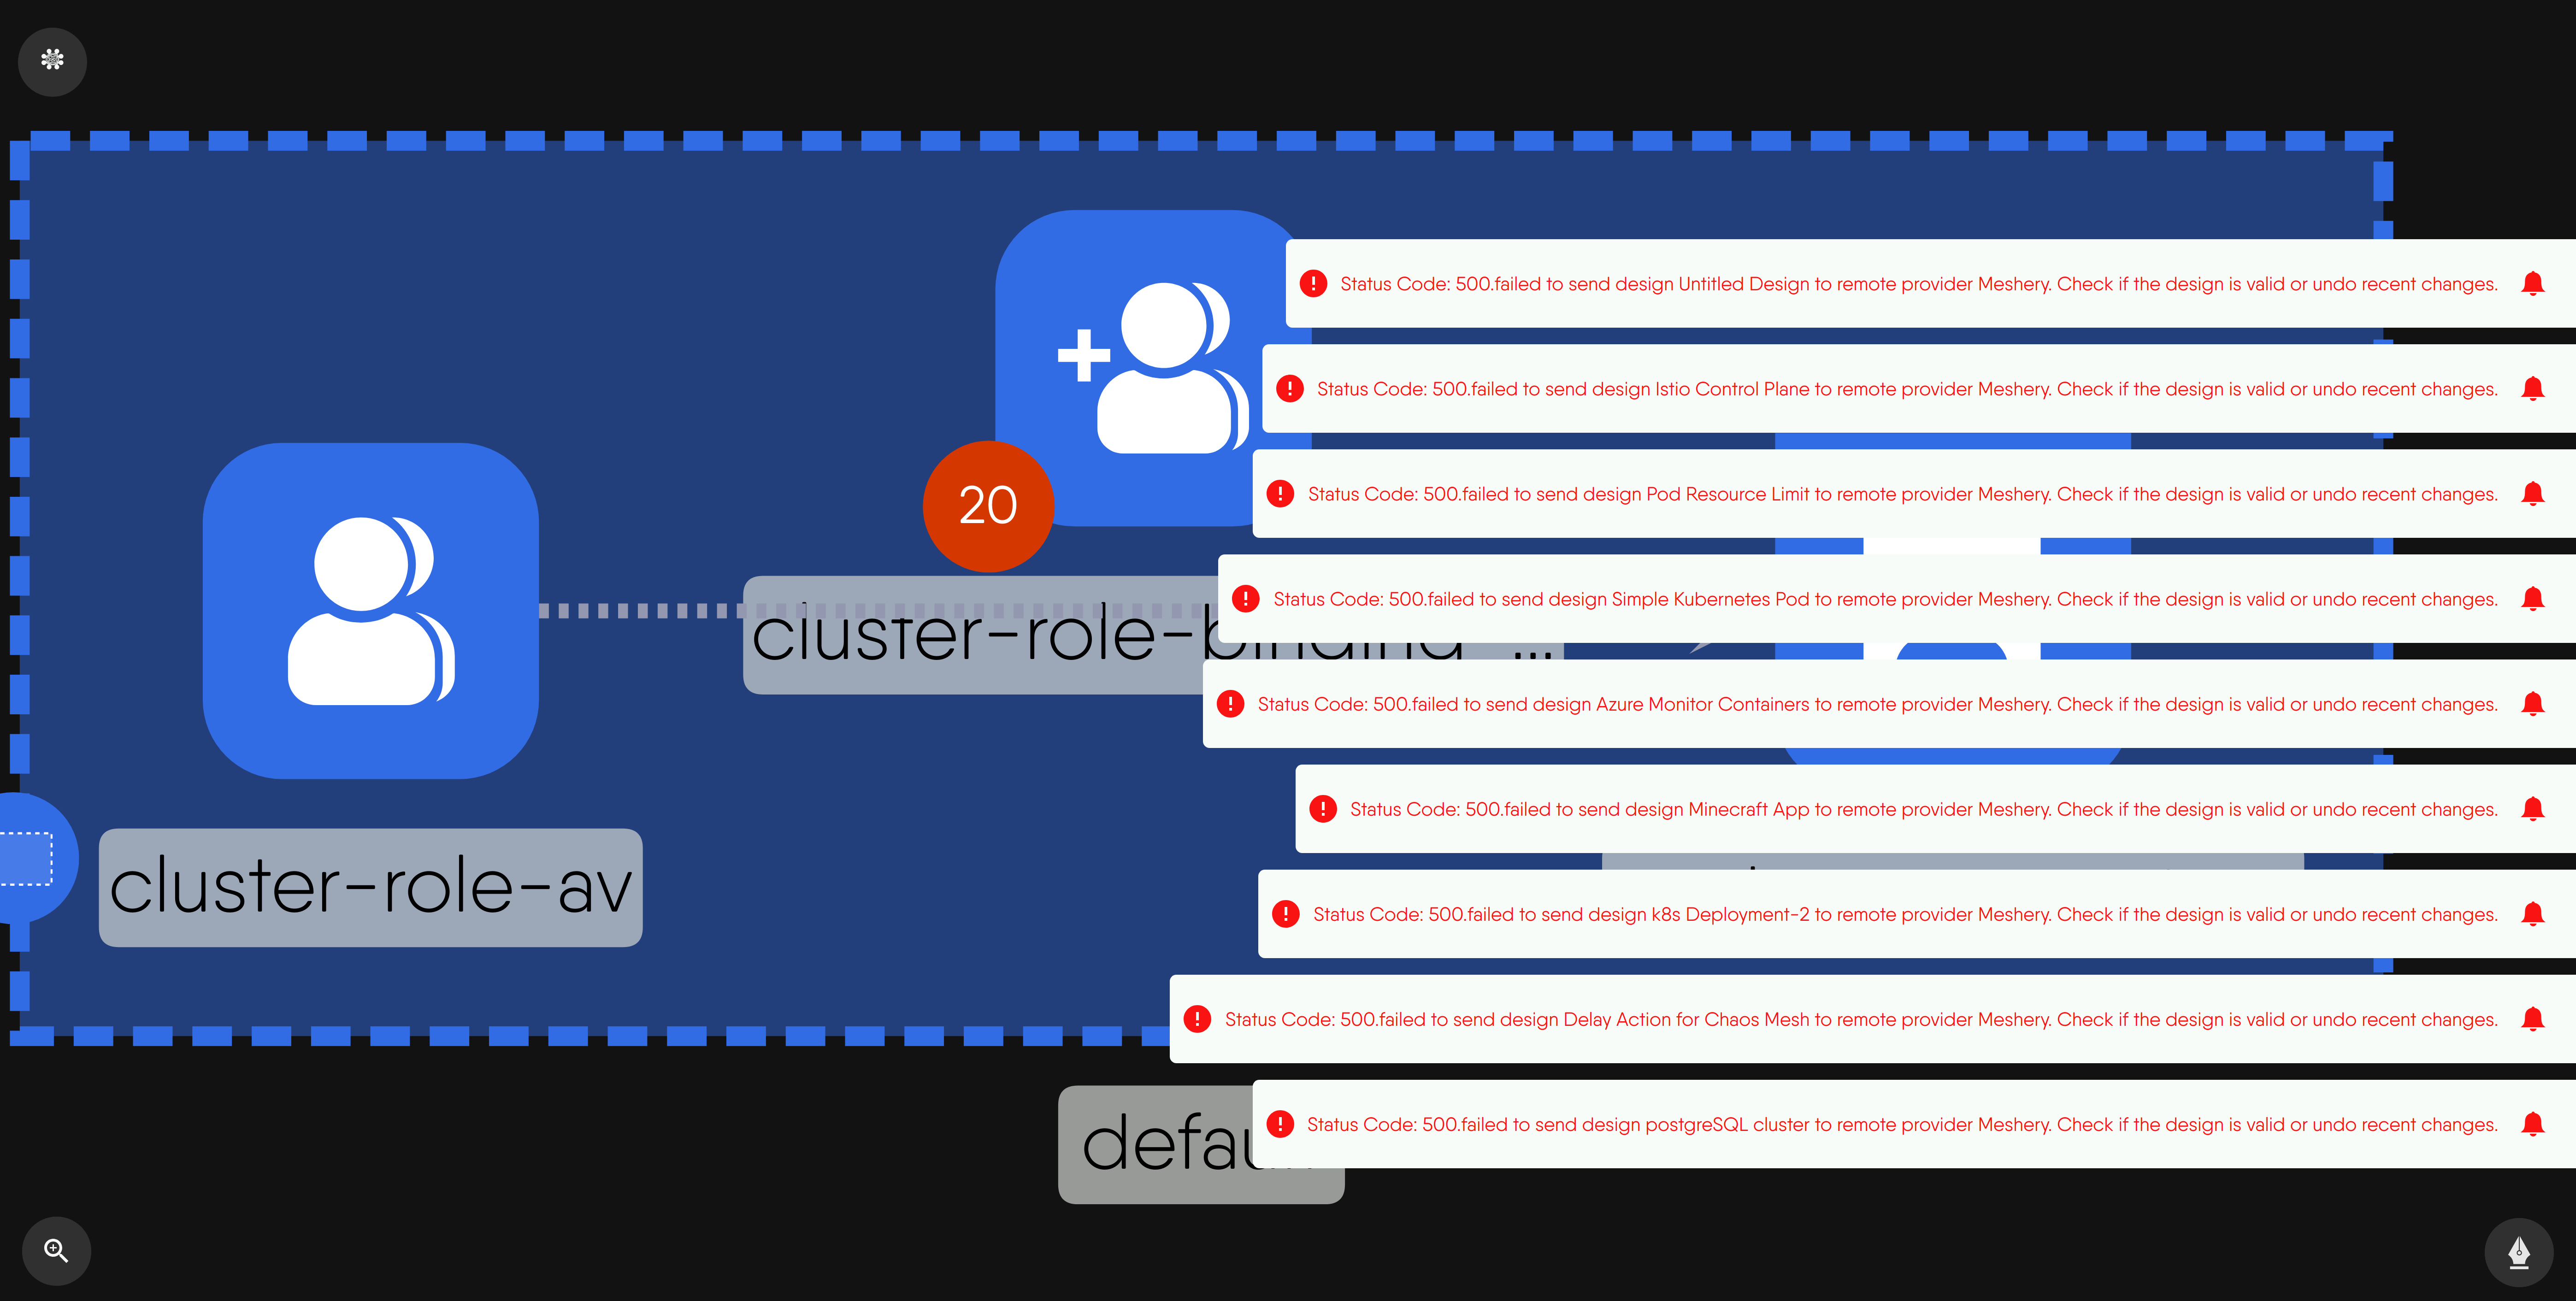 Status Code: 500.failed to send design Untitled Design to remote provider Meshery. Check if the design is valid or undo recent changes.
Status Code: 500.failed to send design Istio Control Plane to remote provider Meshery. Check if the design is valid or undo recent changes.
Status Code: 500.failed to send design Pod Resource Limit to remote provider Meshery. Check if the design is valid or undo recent changes.
20
Status Code: 500.failed to send design Simple Kubernetes Pod to remote provider Meshery. Check if the design is valid or undo recent changes.
cluster-role-binding ...
Status Code: 500.failed to send design Azure Monitor Containers to remote provider Meshery. Check if the design is valid or undo recent changes.
Status Code: 500.failed to send design Minecraft App to remote provider Meshery. Check if the design is valid or undo recent changes.
cluster-role-av
Status Code: 500.failed to send design k8s Deployment-2 to remote provider Meshery. Check if the design is valid or undo recent changes.
Status Code: 500.failed to send design Delay Action for Chaos Mesh to remote provider Meshery. Check if the design is valid or undo recent changes.
Status Code: 500.failed to send design postgreSQL cluster to remote provider Meshery. Check if the design is valid or undo recent changes.
default